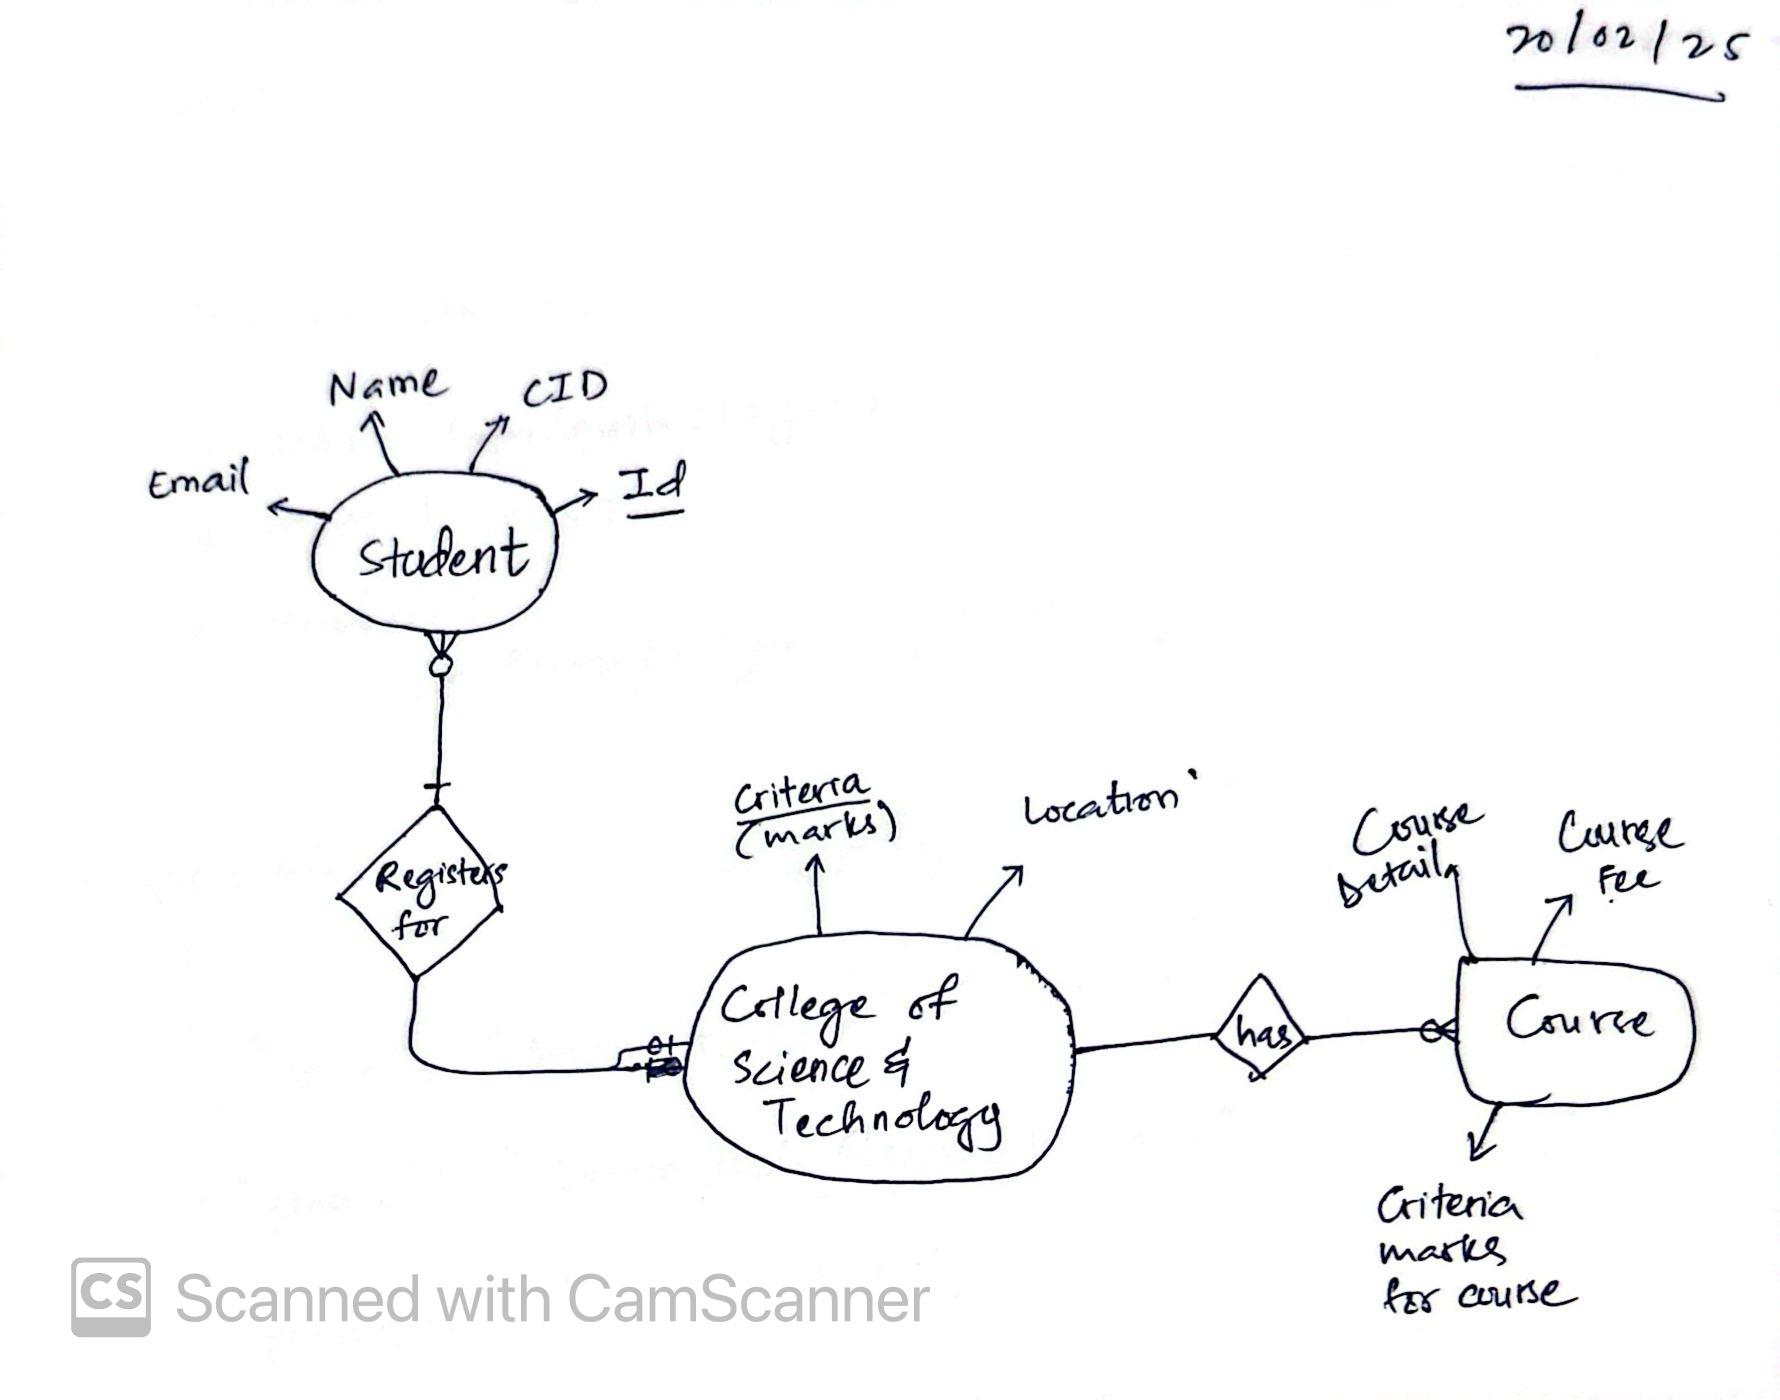 20/02/25
Name
CID
Email
Id
Student
Registers
for
Criteria
(marks)
Location
College of
Science &
Technology
has
Course
Detail
Course
Fee
Course
Criteria
marks
for course
CS Scanned with CamScanner